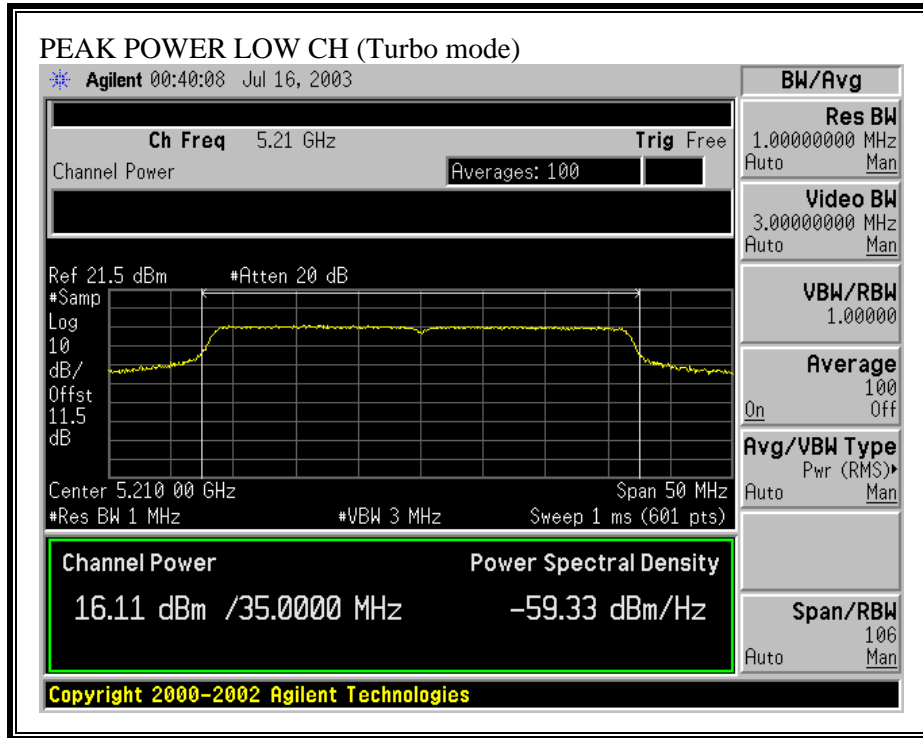 PEAK POWER LOW CH (Turbo mode)
Agilent 00:40:08 Jul 16, 2003
BW/Avg
Ch Freq 5.21 GHz Trig Free
Channel Power Averages: 100
Res BW
1.00000000 MHz
Auto Man
Video BW
3.00000000 MHz
Auto Man
VBW/RBW
1.00000
Average
100
On Off
Avg/VBW Type
Pwr (RMS)▸
Auto Man
Span/RBW
106
Auto Man
Ref 21.5 dBm #Atten 20 dB
#Samp
Log
10
dB/
Offst
11.5
dB
Center 5.210 00 GHz Span 50 MHz
#Res BW 1 MHz #VBW 3 MHz Sweep 1 ms (601 pts)
Channel Power Power Spectral Density
16.11 dBm /35.0000 MHz -59.33 dBm/Hz
Copyright 2000-2002 Agilent Technologies